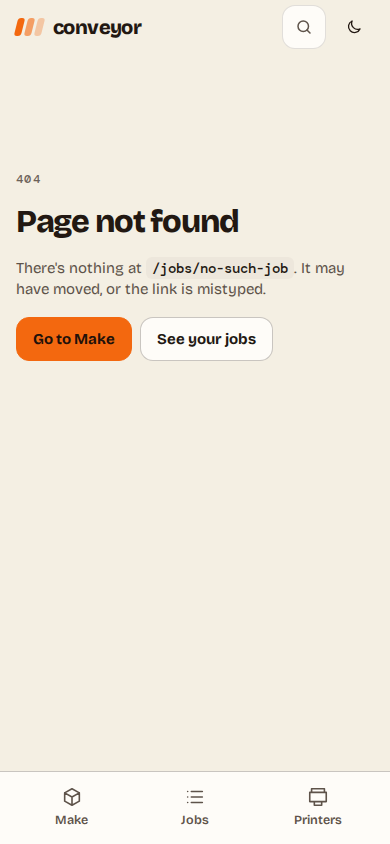 conveyor
404
Page not found
There's nothing at /jobs/no-such-job. It may
have moved, or the link is mistyped.
Go to Make
See your jobs
Make
Jobs
Printers